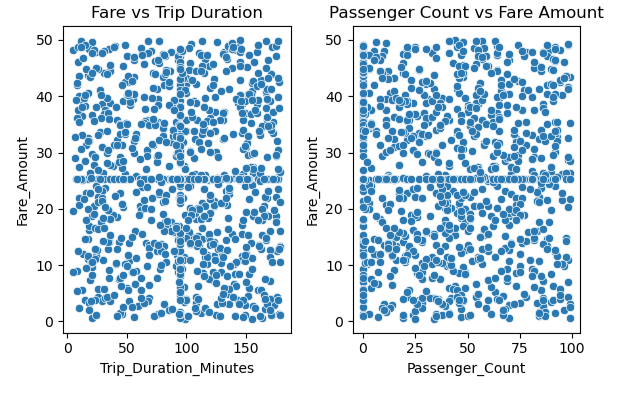 Fare vs Trip Duration
50
40
30
20
10
0
Fare_Amount
0 50 100 150
Trip_Duration_Minutes
Passenger Count vs Fare Amount
50
40
30
20
10
0
Fare_Amount
0 25 50 75 100
Passenger_Count